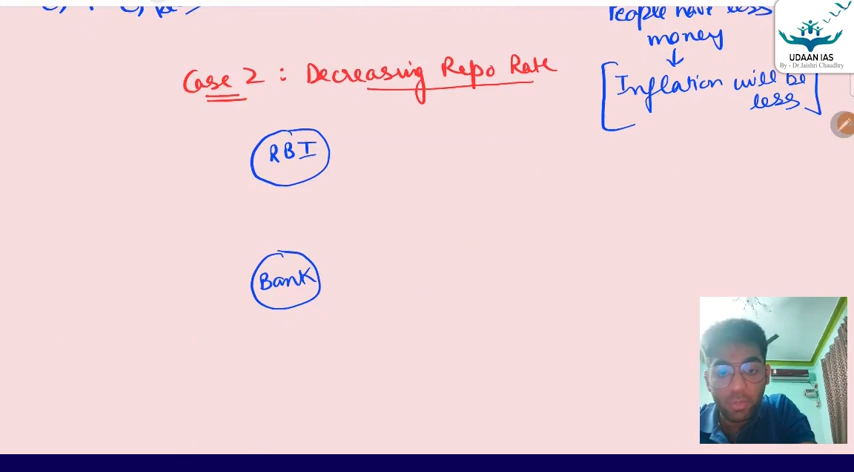 People have less
money
↓
[Inflation will be
less]
UDAAN IAS
By - Dr.Jaishri Chaudhry
Case 2 : Decreasing Repo Rate
RBI
Bank